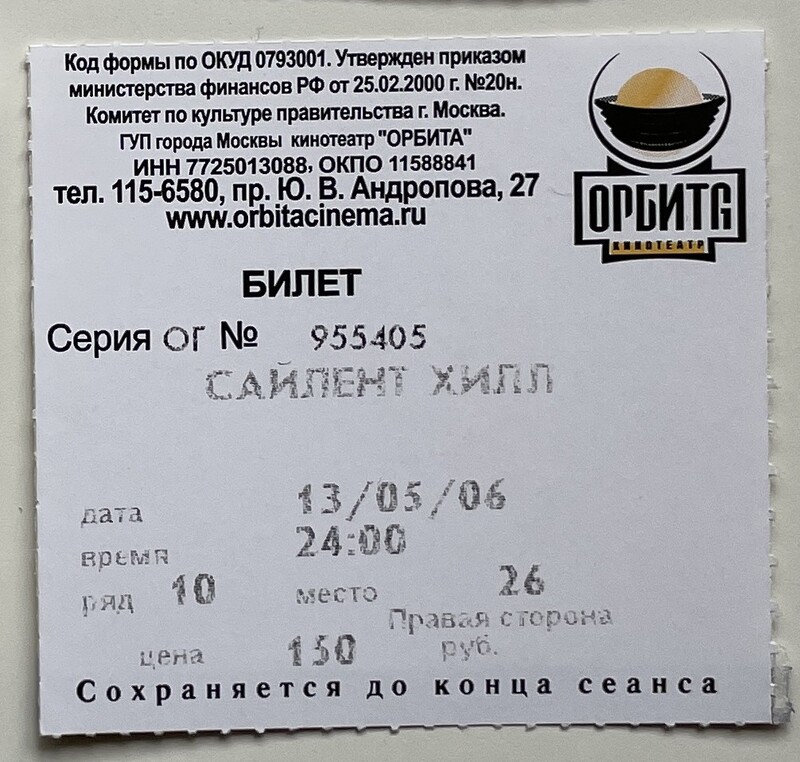 Код формы по ОКУД 0793001. Утвержден приказом
министерства финансов РФ от 25.02.2000 г. №20н.
Комитет по культуре правительства г. Москва.
ГУП города Москвы кинотеатр "ОРБИТА"
ИНН 7725013088, ОКПО 11588841
тел. 115-6580, пр. Ю. В. Андропова, 27
www.orbitacinema.ru
ОРБИТА
КИНОТЕАТР
БИЛЕТ
Серия ОГ № 955405
САЙЛЕНТ ХИЛЛ
дата 13/05/06
время 24:00
ряд 10 место 26
Правая сторона
цена 150 руб.
Сохраняется до конца сеанса